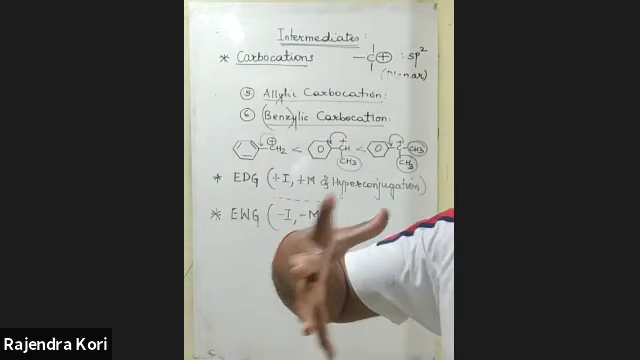 Intermediates:
* Carbocations —C⊕ : sp²
(Planar)
⑤ Allylic Carbocation:
⑥ (Benzylic Carbocation:
⊕CH₂ < +CH < +C CH3
CH3 CH3
* EDG (+I, +M & Hyperconjugation)
* EWG (-I, -M
Rajendra Kori